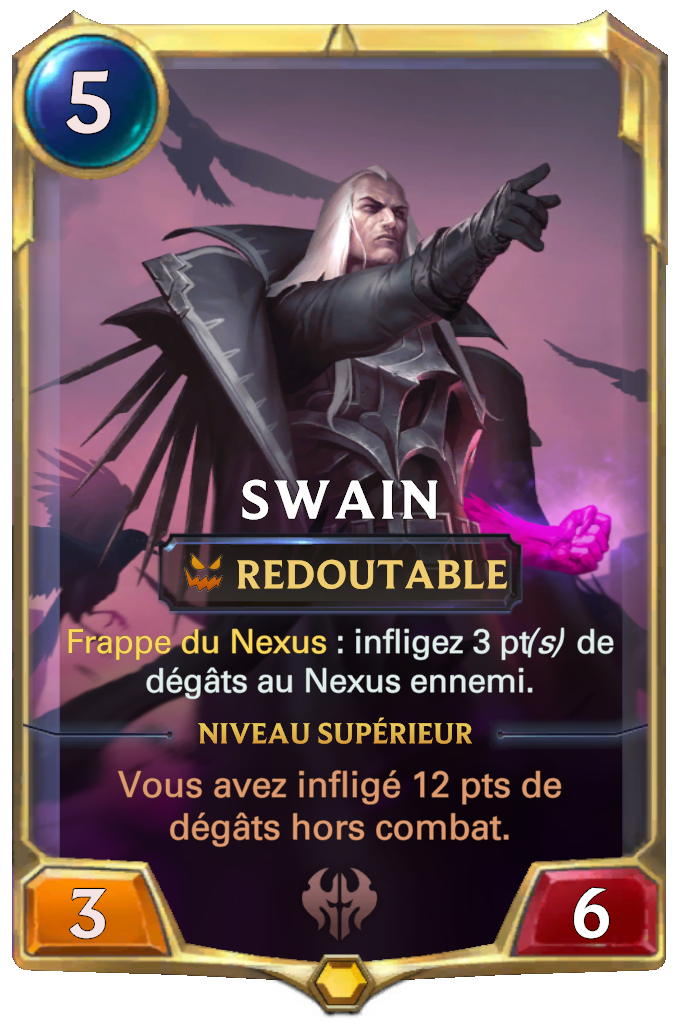 5
SWAIN
REDOUTABLE
Frappe du Nexus : infligez 3 pt(s) de
dégâts au Nexus ennemi.
NIVEAU SUPÉRIEUR
Vous avez infligé 12 pts de
dégâts hors combat.
3
6